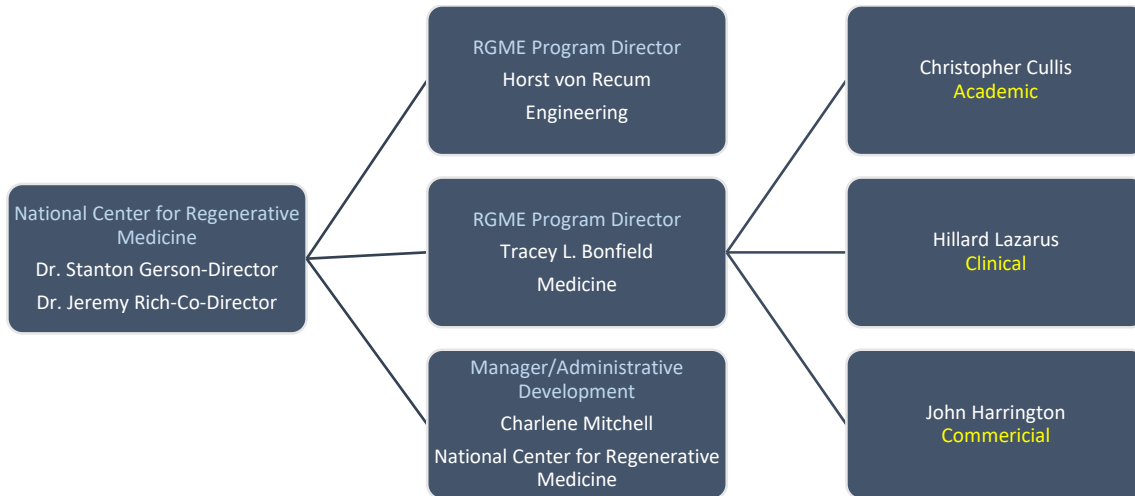 National Center for Regenerative
Medicine
Dr. Stanton Gerson-Director
Dr. Jeremy Rich-Co-Director
RGME Program Director
Horst von Recum
Engineering
RGME Program Director
Tracey L. Bonfield
Medicine
Manager/Administrative
Development
Charlene Mitchell
National Center for Regenerative
Medicine
Christopher Cullis
Academic
Hillard Lazarus
Clinical
John Harrington
Commericial